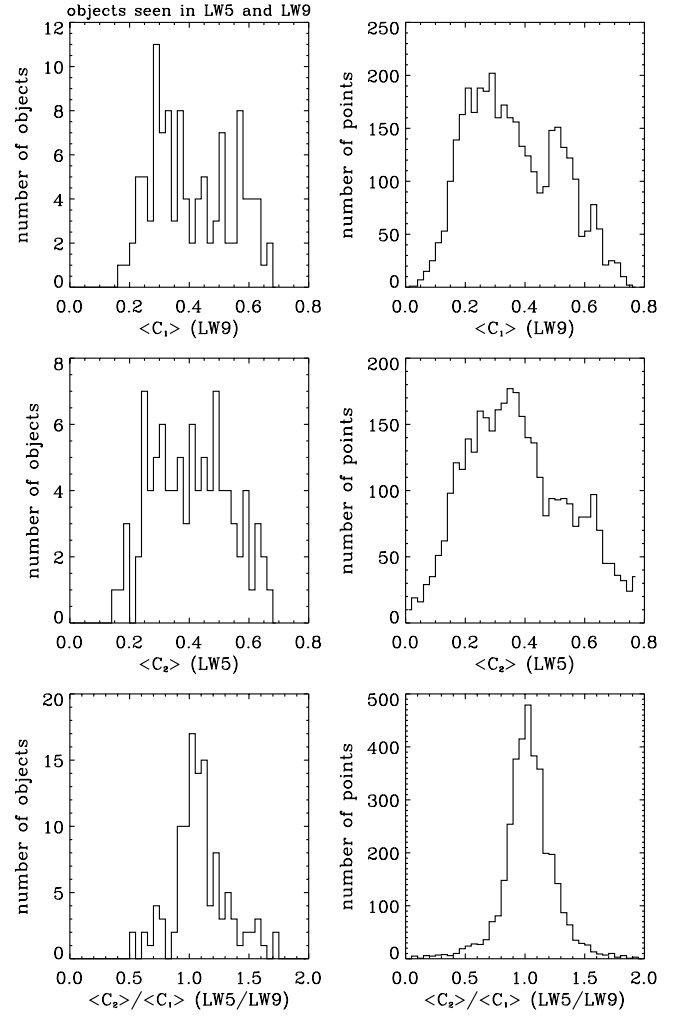 objects seen in LW5 and LW9
number of objects
12
10
8
6
4
2
0
0.0 0.2 0.4 0.6 0.8
<C₁> (LW9)
number of points
250
200
150
100
50
0
0.0 0.2 0.4 0.6 0.8
<C₁> (LW9)
number of objects
8
6
4
2
0
0.0 0.2 0.4 0.6 0.8
<C₂> (LW5)
number of points
200
150
100
50
0
0.0 0.2 0.4 0.6 0.8
<C₂> (LW5)
number of objects
20
15
10
5
0
0.0 0.5 1.0 1.5 2.0
<C₂>/<C₁> (LW5/LW9)
number of points
500
400
300
200
100
0
0.0 0.5 1.0 1.5 2.0
<C₂>/<C₁> (LW5/LW9)